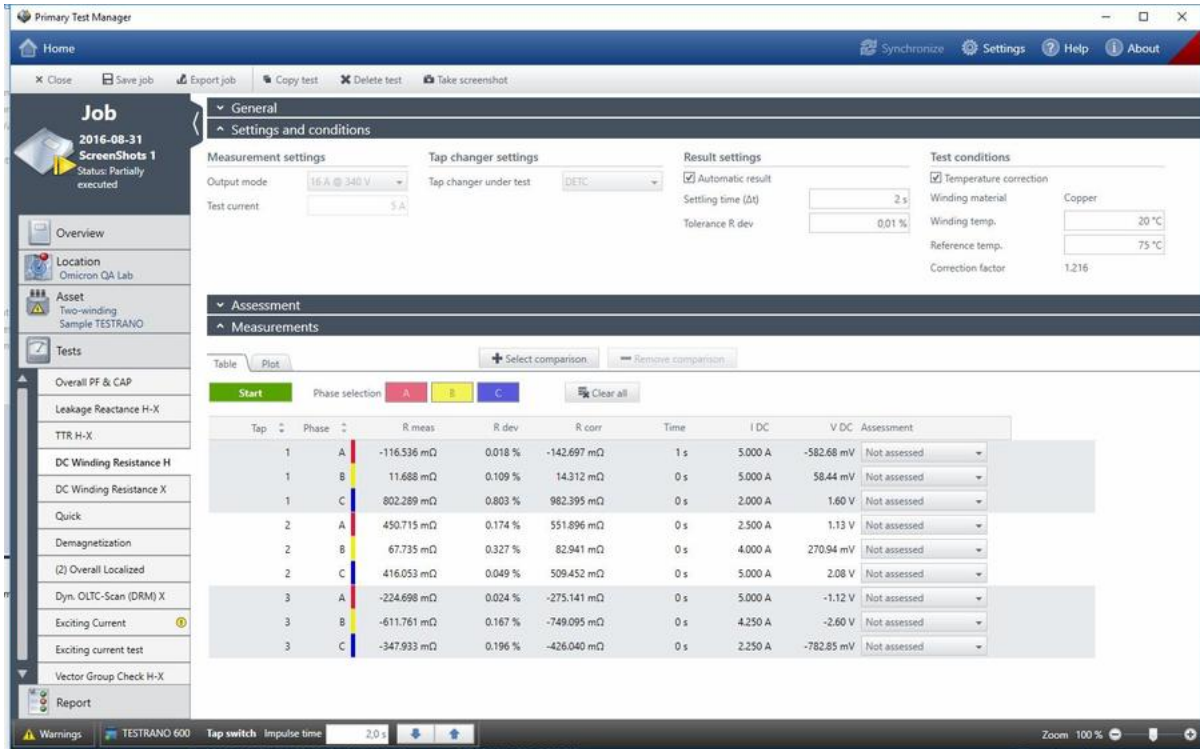 Primary Test Manager
Home
Synchronize Settings Help About
Close Save job Export job Copy test Delete test Take screenshot
Job
2016-08-31
ScreenShots 1
Status: Partially
executed
Overview
Location
Omicron QA Lab
Asset
Two-winding
Sample TESTRANO
Tests
Overall PF & CAP
Leakage Reactance H-X
TTR H-X
DC Winding Resistance H
DC Winding Resistance X
Quick
Demagnetization
(2) Overall Localized
Dyn. OLTC-Scan (DRM) X
Exciting Current
Exciting current test
Vector Group Check H-X
Report
General
Settings and conditions
Measurement settings Tap changer settings Result settings Test conditions
Output mode 16 A @ 340 V Tap changer under test DETC Automatic result Temperature correction
Test current 5 A Settling time (Δt) 2 s Winding material Copper
Tolerance R dev 0,01 % Winding temp. 20 °C
Reference temp. 75 °C
Correction factor 1.216
Assessment
Measurements
Table Plot Select comparison Remove comparison
Start Phase selection A B C Clear all
Tap Phase R meas R dev R corr Time I DC V DC Assessment
1 A -116.536 mΩ 0.018 % -142.697 mΩ 1 s 5.000 A -582.68 mV Not assessed
1 B 11.688 mΩ 0.109 % 14.312 mΩ 0 s 5.000 A 58.44 mV Not assessed
1 C 802.289 mΩ 0.803 % 982.395 mΩ 0 s 2.000 A 1.60 V Not assessed
2 A 450.715 mΩ 0.174 % 551.896 mΩ 0 s 2.500 A 1.13 V Not assessed
2 B 67.735 mΩ 0.327 % 82.941 mΩ 0 s 4.000 A 270.94 mV Not assessed
2 C 416.053 mΩ 0.049 % 509.452 mΩ 0 s 5.000 A 2.08 V Not assessed
3 A -224.698 mΩ 0.024 % -275.141 mΩ 0 s 5.000 A -1.12 V Not assessed
3 B -611.761 mΩ 0.167 % -749.095 mΩ 0 s 4.250 A -2.60 V Not assessed
3 C -347.933 mΩ 0.196 % -426.040 mΩ 0 s 2.250 A -782.85 mV Not assessed
Warnings TESTRANO 600 Tap switch Impulse time 2,0 s Zoom 100 %